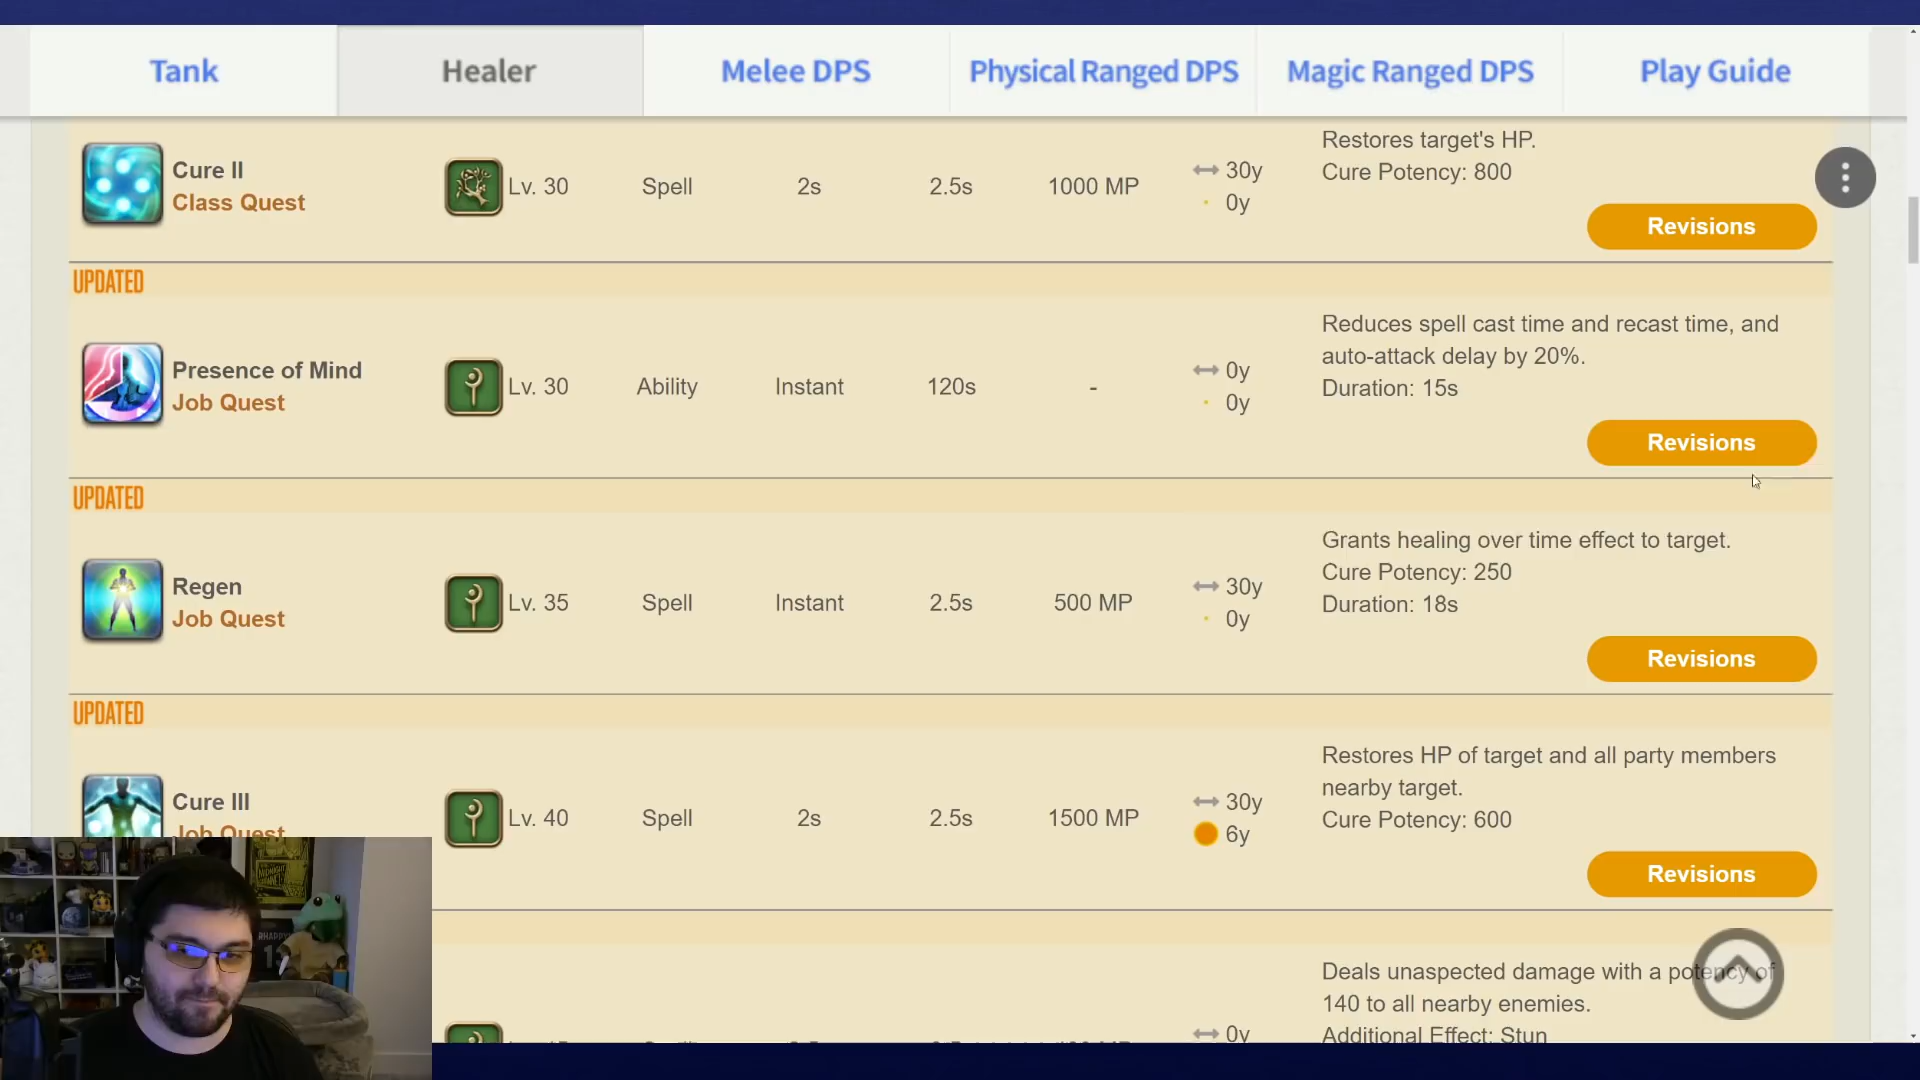 Tank
Healer
Melee DPS
Physical Ranged DPS
Magic Ranged DPS
Play Guide
Cure II
Class Quest
Lv. 30
Spell
2s
2.5s
1000 MP
30y
0y
Restores target's HP.
Cure Potency: 800
Revisions
UPDATED
Presence of Mind
Job Quest
Lv. 30
Ability
Instant
120s
-
0y
0y
Reduces spell cast time and recast time, and
auto-attack delay by 20%.
Duration: 15s
Revisions
UPDATED
Regen
Job Quest
Lv. 35
Spell
Instant
2.5s
500 MP
30y
0y
Grants healing over time effect to target.
Cure Potency: 250
Duration: 18s
Revisions
UPDATED
Cure III
Job Quest
Lv. 40
Spell
2s
2.5s
1500 MP
30y
6y
Restores HP of target and all party members
nearby target.
Cure Potency: 600
Revisions
0y
Deals unaspected damage with a potency of
140 to all nearby enemies.
Additional Effect: Stun